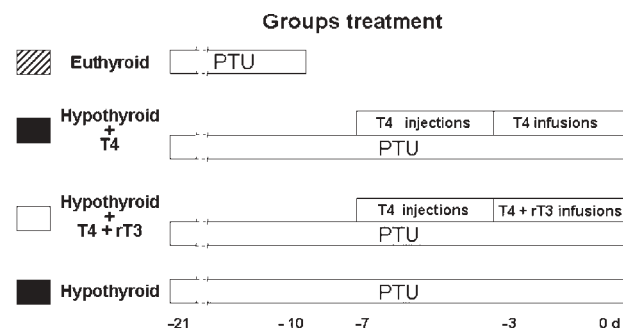 Groups treatment
Euthyroid
PTU
Hypothyroid
+
T4
T4 injections
T4 infusions
PTU
Hypothyroid
+
T4 + rT3
T4 injections
T4 + rT3 infusions
PTU
Hypothyroid
PTU
–21
- 10
–7
–3
0 d